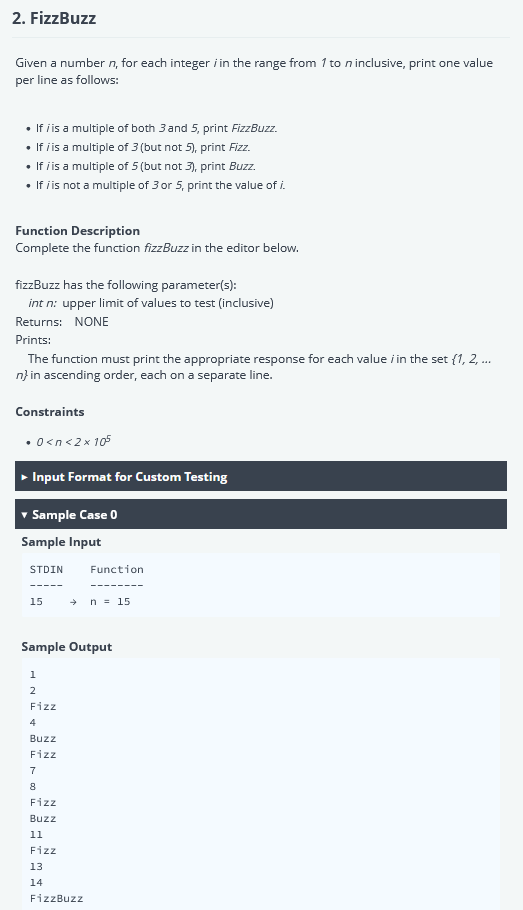 2. FizzBuzz
Given a number n, for each integer i in the range from 1 to n inclusive, print one value
per line as follows:
• If i is a multiple of both 3 and 5, print FizzBuzz.
• If i is a multiple of 3 (but not 5), print Fizz.
• If i is a multiple of 5 (but not 3), print Buzz.
• If i is not a multiple of 3 or 5, print the value of i.
Function Description
Complete the function fizzBuzz in the editor below.
fizzBuzz has the following parameter(s):
int n: upper limit of values to test (inclusive)
Returns: NONE
Prints:
The function must print the appropriate response for each value i in the set {1, 2, ...
n} in ascending order, each on a separate line.
Constraints
• 0 < n < 2 × 10⁵
▸ Input Format for Custom Testing
▾ Sample Case 0
Sample Input
STDIN Function
----- --------
15 → n = 15
Sample Output
1
2
Fizz
4
Buzz
Fizz
7
8
Fizz
Buzz
11
Fizz
13
14
FizzBuzz